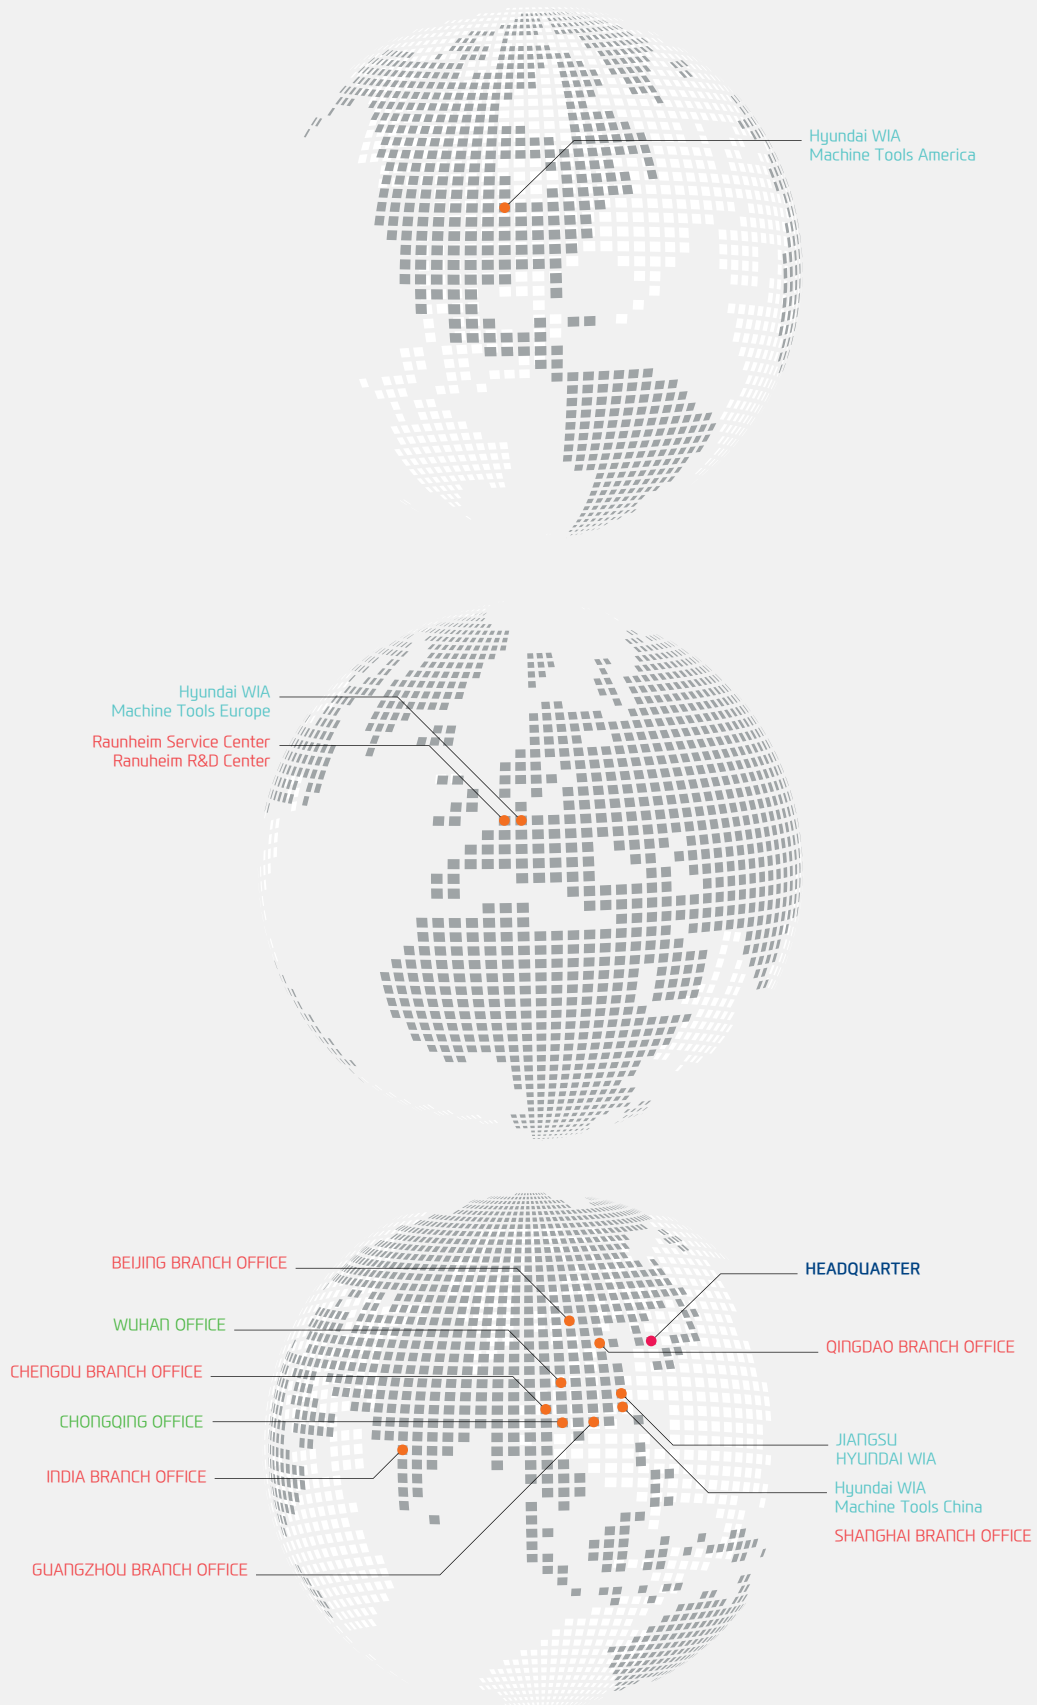 Hyundai WIA
Machine Tools America
Hyundai WIA
Machine Tools Europe
Raunheim Service Center
Ranuheim R&D Center
BEIJING BRANCH OFFICE
HEADQUARTER
WUHAN OFFICE
QINGDAO BRANCH OFFICE
CHENGDU BRANCH OFFICE
CHONGQING OFFICE
JIANGSU
HYUNDAI WIA
INDIA BRANCH OFFICE
Hyundai WIA
Machine Tools China
SHANGHAI BRANCH OFFICE
GUANGZHOU BRANCH OFFICE